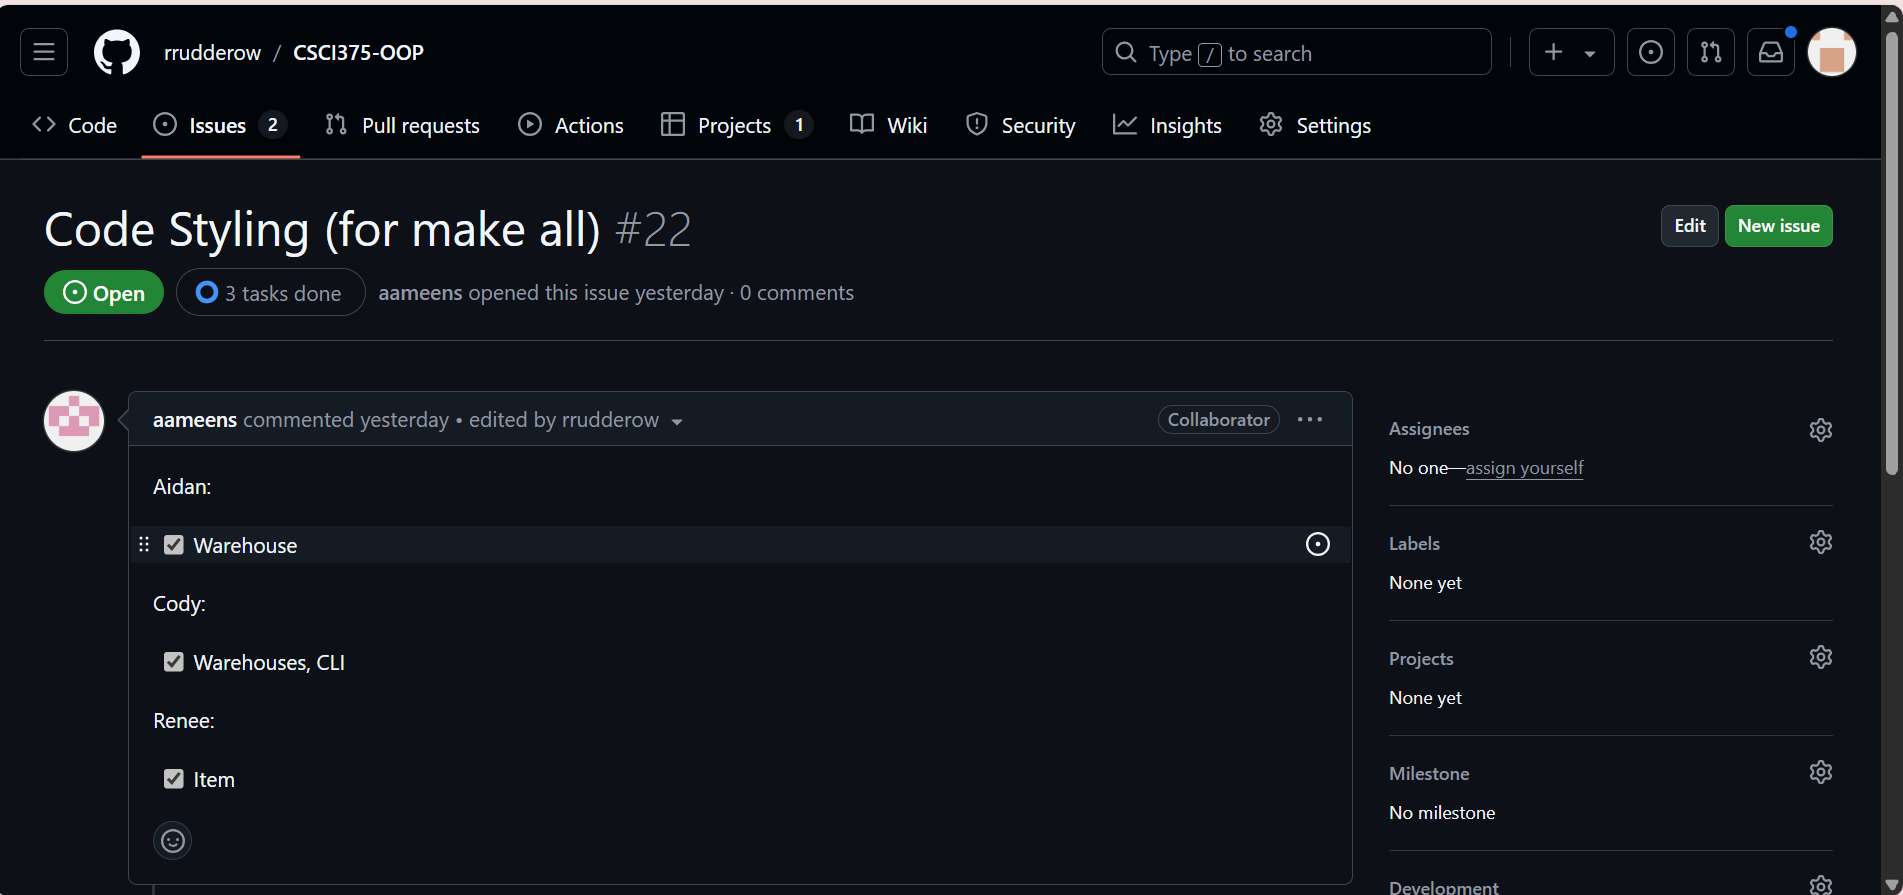 rrudderow / CSCI375-OOP
Type / to search
Code
Issues 2
Pull requests
Actions
Projects 1
Wiki
Security
Insights
Settings
Code Styling (for make all) #22
Edit
New issue
Open
3 tasks done
aameens opened this issue yesterday · 0 comments
aameens commented yesterday • edited by rrudderow
Collaborator
Aidan:
Warehouse
Cody:
Warehouses, CLI
Renee:
Item
Assignees
No one—assign yourself
Labels
None yet
Projects
None yet
Milestone
No milestone
Development